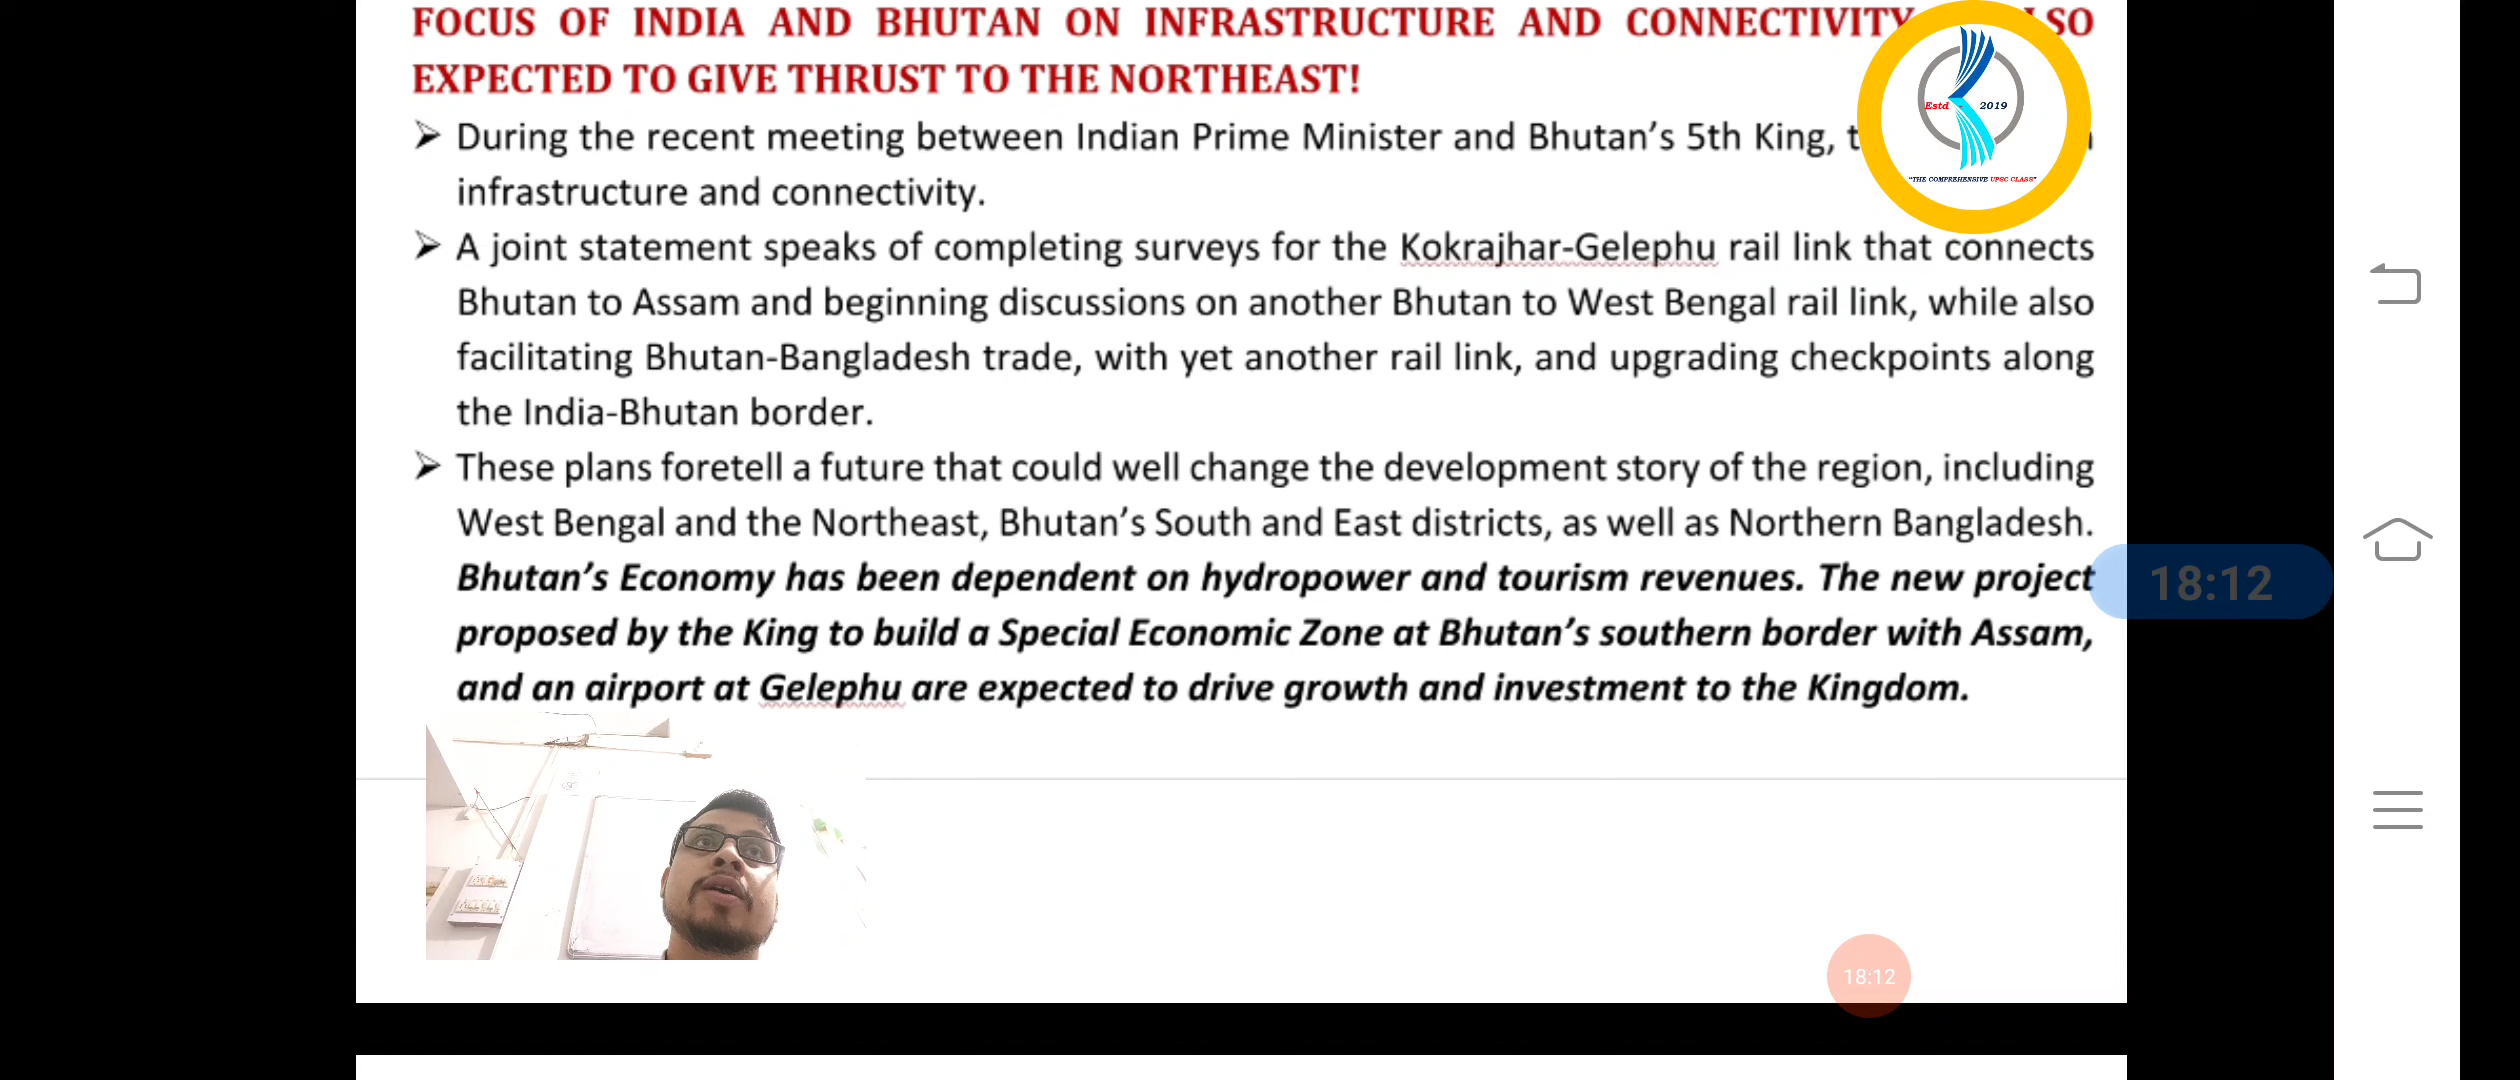 FOCUS OF INDIA AND BHUTAN ON INFRASTRUCTURE AND CONNECTIVITY SO
EXPECTED TO GIVE THRUST TO THE NORTHEAST!
➤ During the recent meeting between Indian Prime Minister and Bhutan’s 5th King,
infrastructure and connectivity.
➤ A joint statement speaks of completing surveys for the Kokrajhar-Gelephu rail link that connects
Bhutan to Assam and beginning discussions on another Bhutan to West Bengal rail link, while also
facilitating Bhutan-Bangladesh trade, with yet another rail link, and upgrading checkpoints along
the India-Bhutan border.
➤ These plans foretell a future that could well change the development story of the region, including
West Bengal and the Northeast, Bhutan’s South and East districts, as well as Northern Bangladesh.
Bhutan’s Economy has been dependent on hydropower and tourism revenues. The new project
proposed by the King to build a Special Economic Zone at Bhutan’s southern border with Assam,
and an airport at Gelephu are expected to drive growth and investment to the Kingdom.
Estd - 2019
“THE COMPREHENSIVE UPSC CLASS”
18:12
18:12